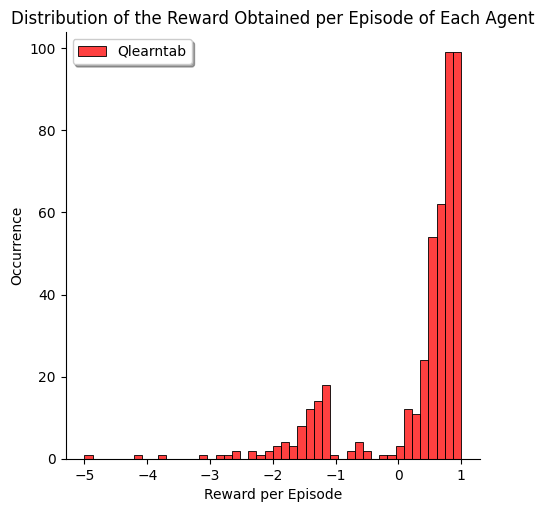 Distribution of the Reward Obtained per Episode of Each Agent
Qlearntab
Occurrence
100
80
60
40
20
0
−5 −4 −3 −2 −1 0 1
Reward per Episode